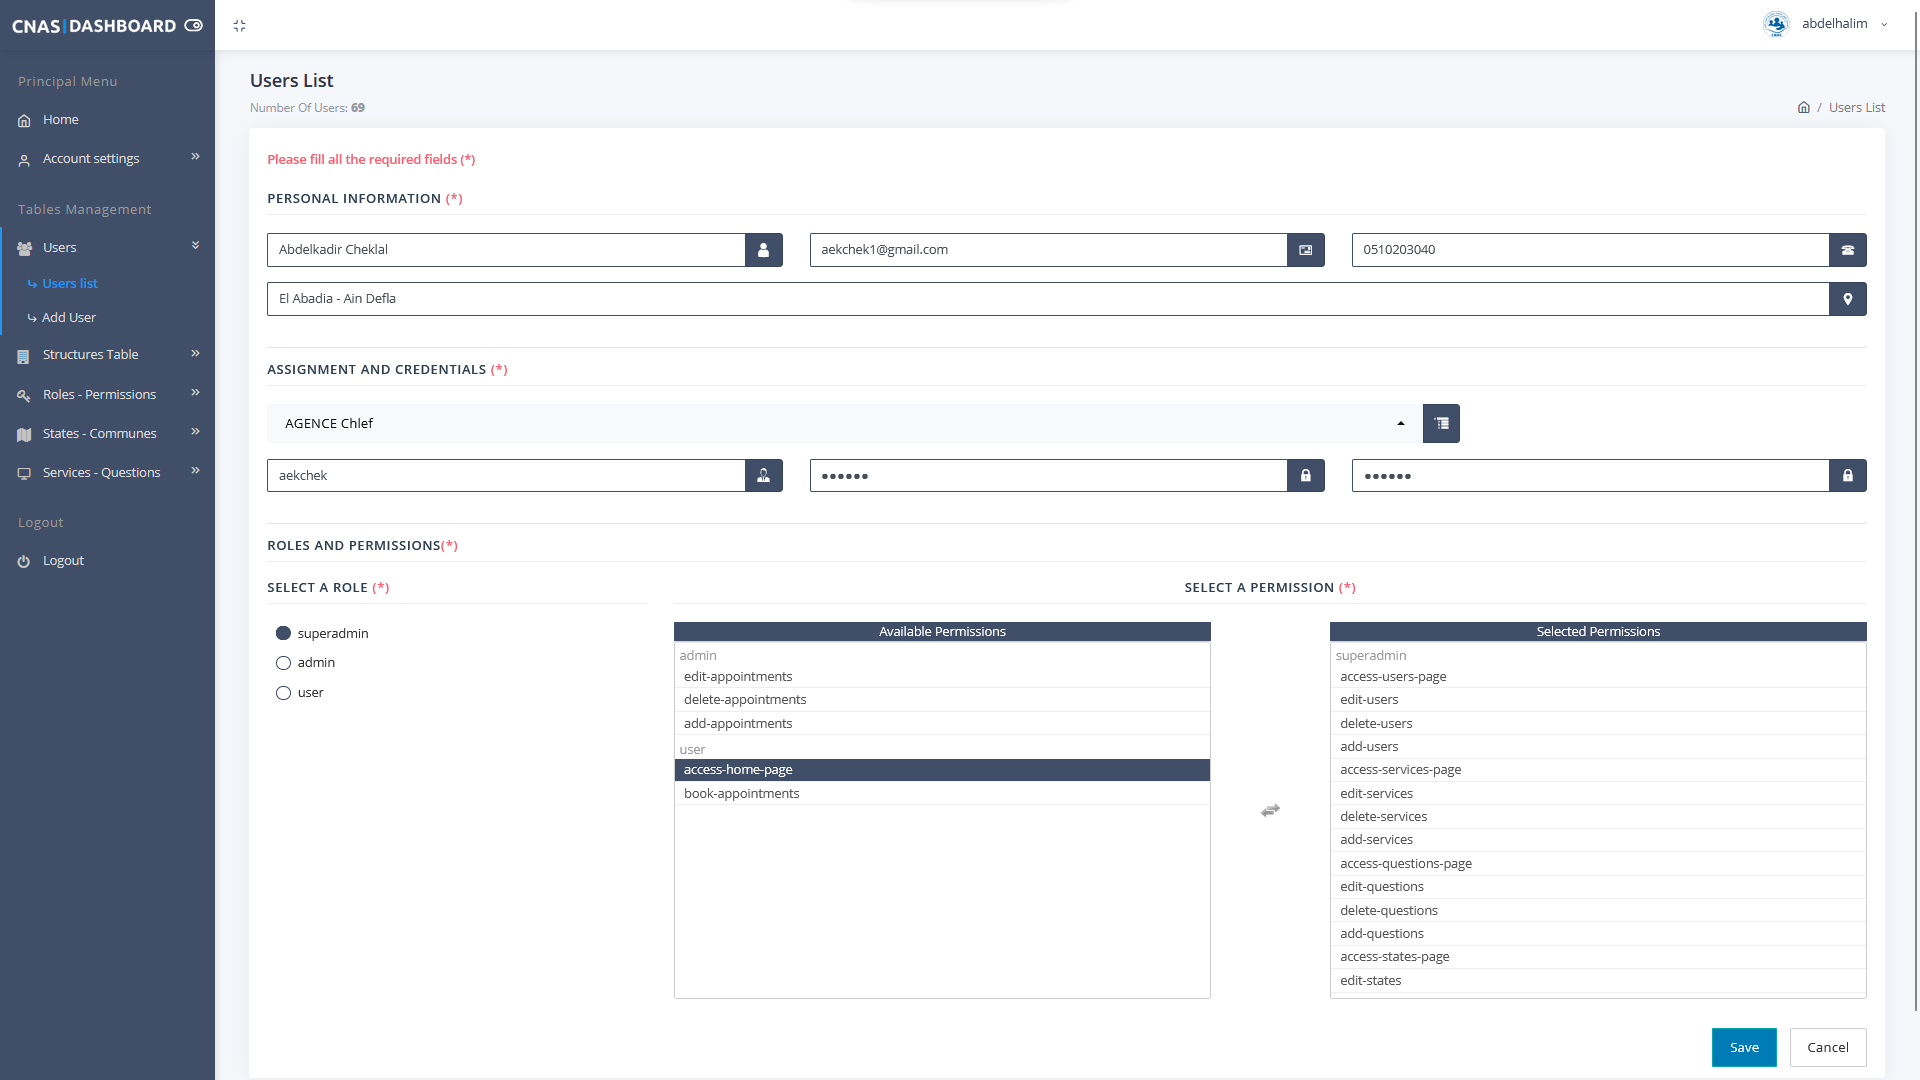 CNAS|DASHBOARD
abdelhalim
Principal Menu
Home
Account settings
Tables Management
Users
Users list
Add User
Structures Table
Roles - Permissions
States - Communes
Services - Questions
Logout
Logout
Users List
Number Of Users: 69
/ Users List
Please fill all the required fields (*)
PERSONAL INFORMATION (*)
Abdelkadir Cheklal
aekchek1@gmail.com
0510203040
El Abadia - Ain Defla
ASSIGNMENT AND CREDENTIALS (*)
AGENCE Chlef
aekchek
••••••
••••••
ROLES AND PERMISSIONS(*)
SELECT A ROLE (*)
superadmin
admin
user
SELECT A PERMISSION (*)
Available Permissions
admin
edit-appointments
delete-appointments
add-appointments
user
access-home-page
book-appointments
Selected Permissions
superadmin
access-users-page
edit-users
delete-users
add-users
access-services-page
edit-services
delete-services
add-services
access-questions-page
edit-questions
delete-questions
add-questions
access-states-page
edit-states
Save
Cancel